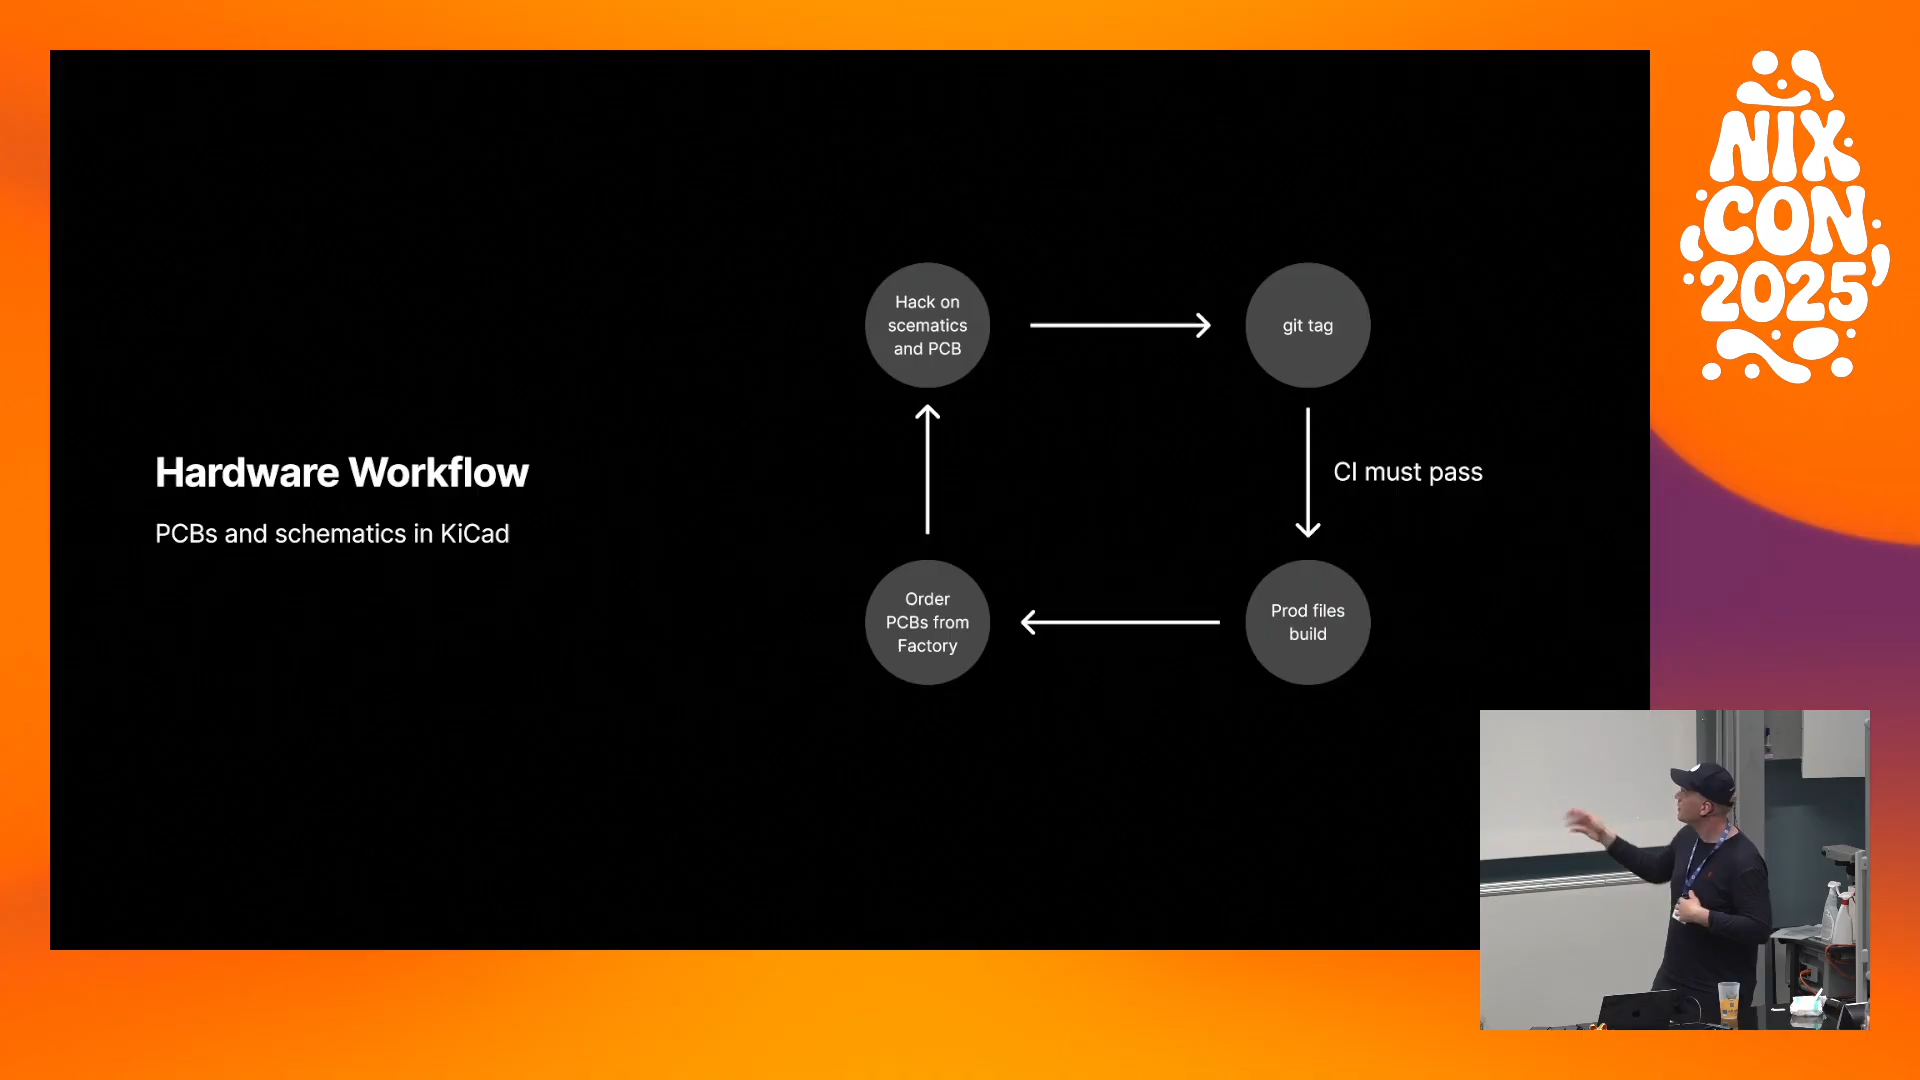 Hardware Workflow
PCBs and schematics in KiCad
Hack on
scematics
and PCB
git tag
CI must pass
Prod files
build
Order
PCBs from
Factory
NIX
CON
2025